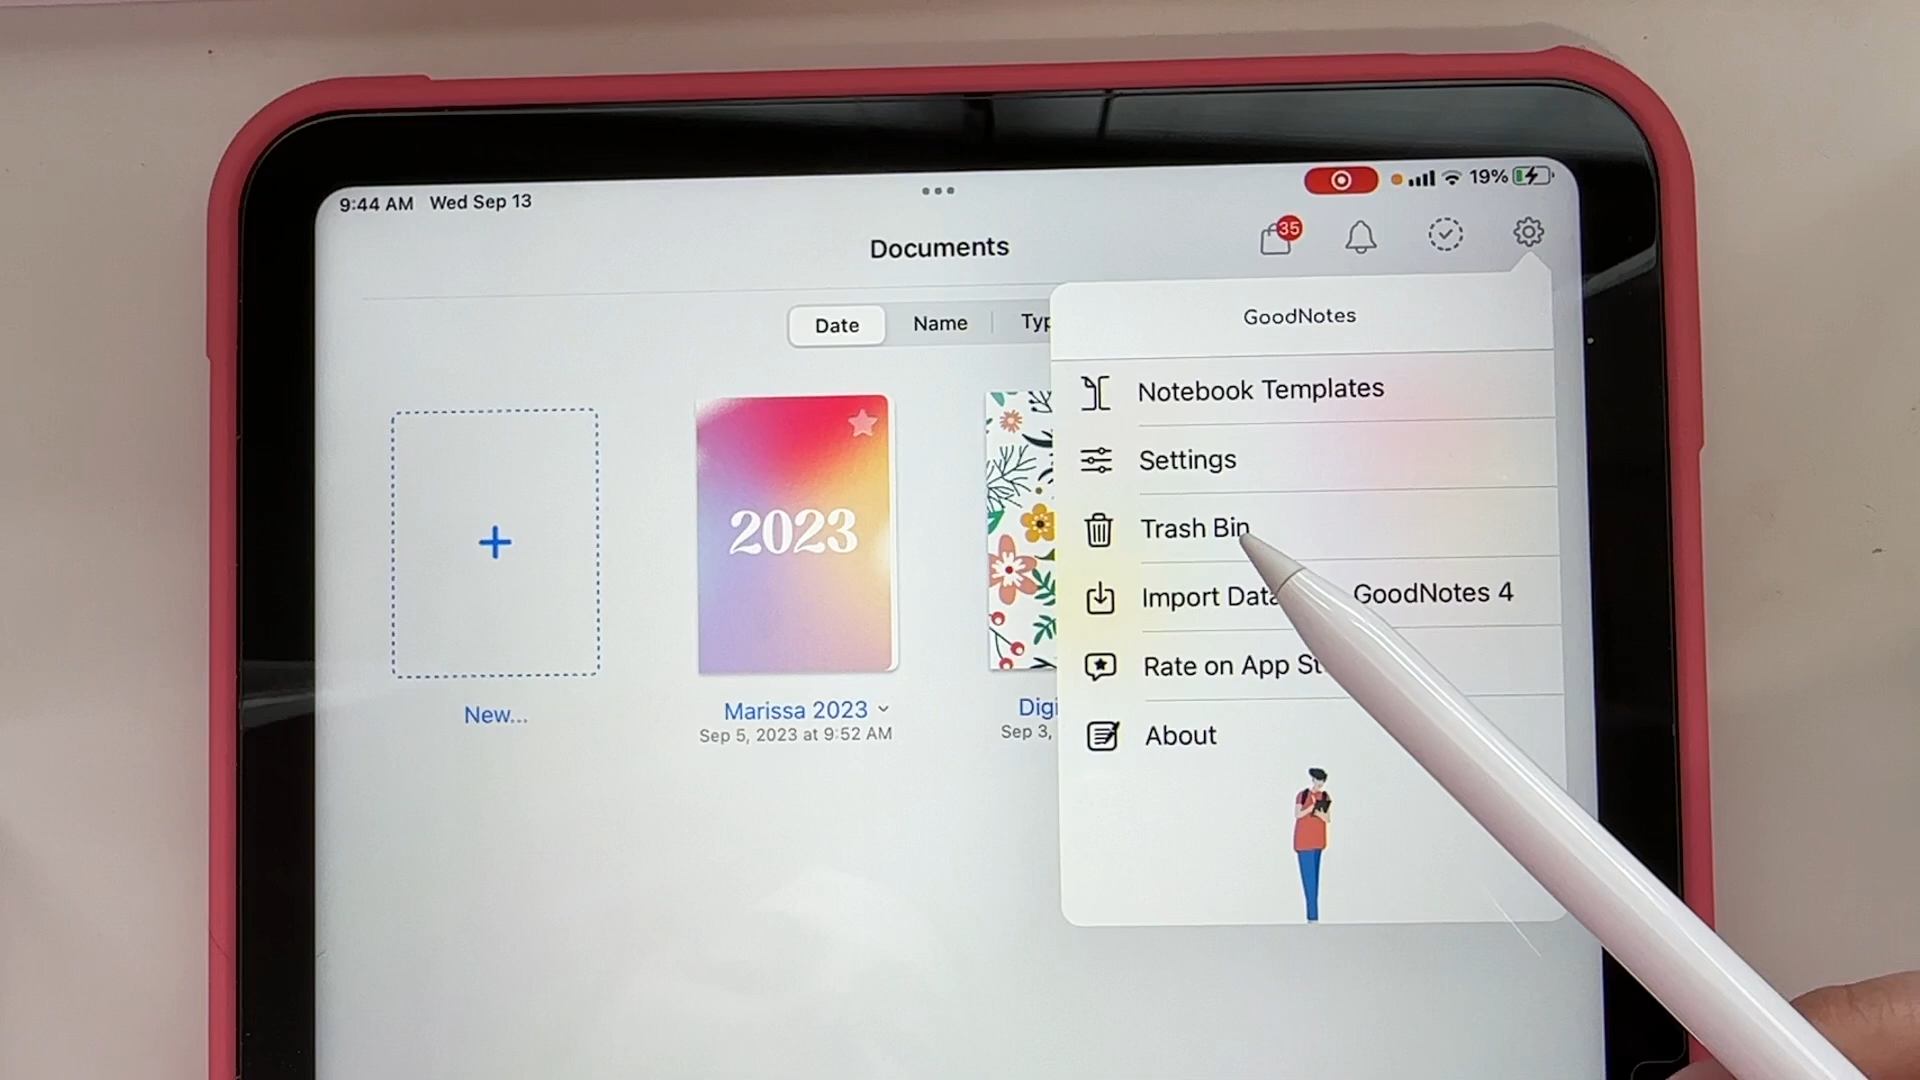 9:44 AM Wed Sep 13
19%
Documents
35
Date Name
GoodNotes
Notebook Templates
Settings
Trash Bin
Import Data GoodNotes 4
Rate on App
About
2023
New...
Marissa 2023
Sep 5, 2023 at 9:52 AM
Sep 3,